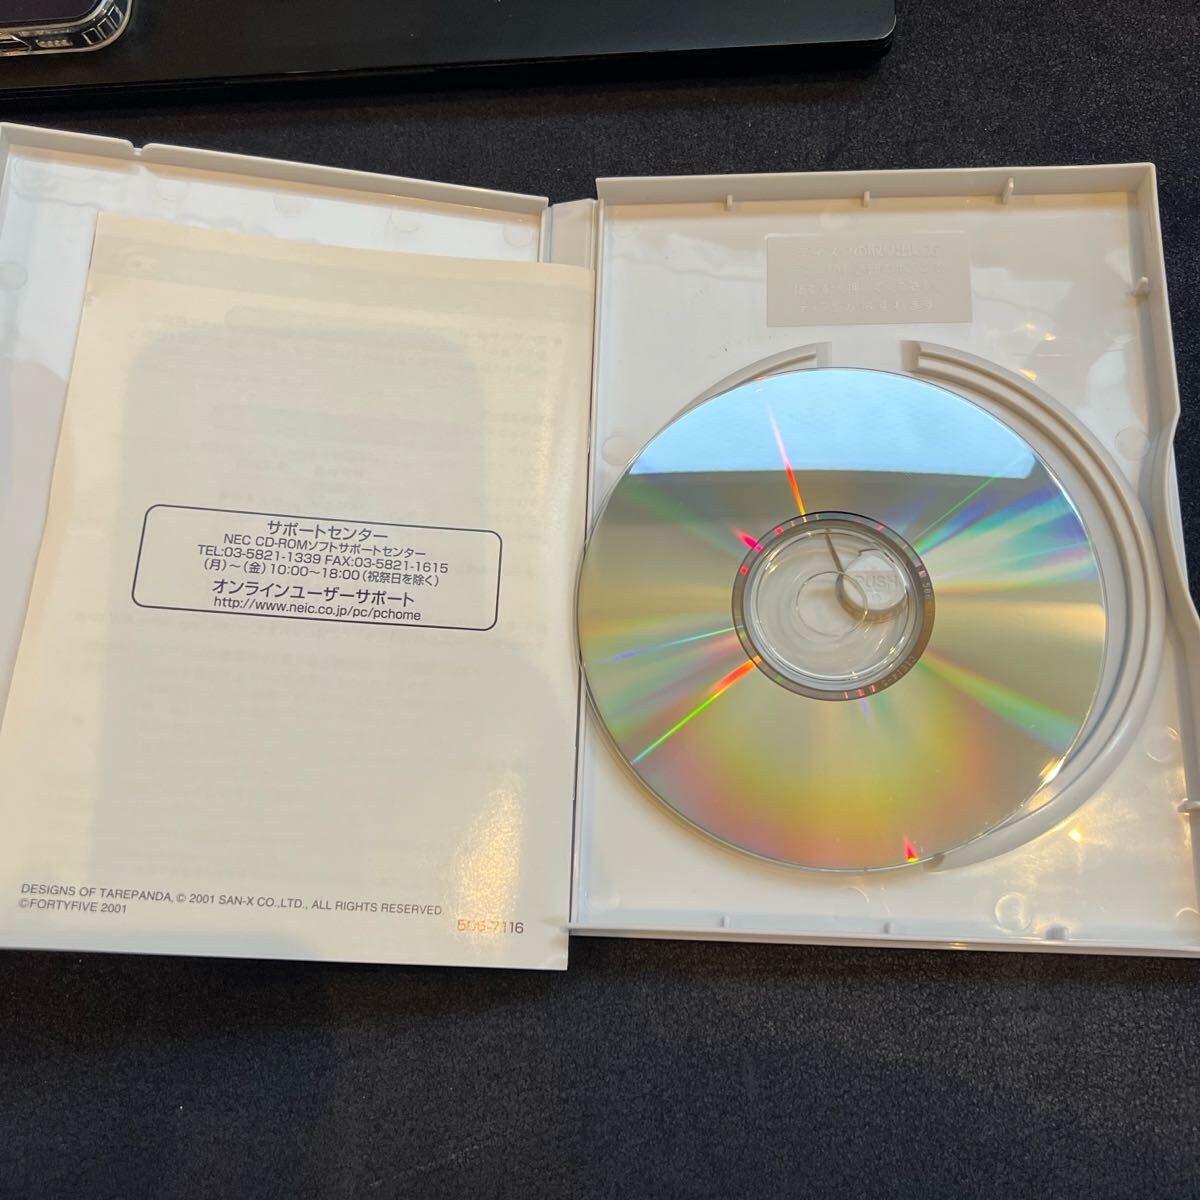 サポートセンター
NEC CD-ROMソフトサポートセンター
TEL:03-5821-1339 FAX:03-5821-1615
(月)～(金)10:00～18:00(祝祭日を除く)
オンラインユーザーサポート
http://www.neic.co.jp/pc/pchome
DESIGNS OF TAREPANDA, © 2001 SAN-X CO.,LTD., ALL RIGHTS RESERVED.
©FORTYFIVE 2001
506-7116
PUSH